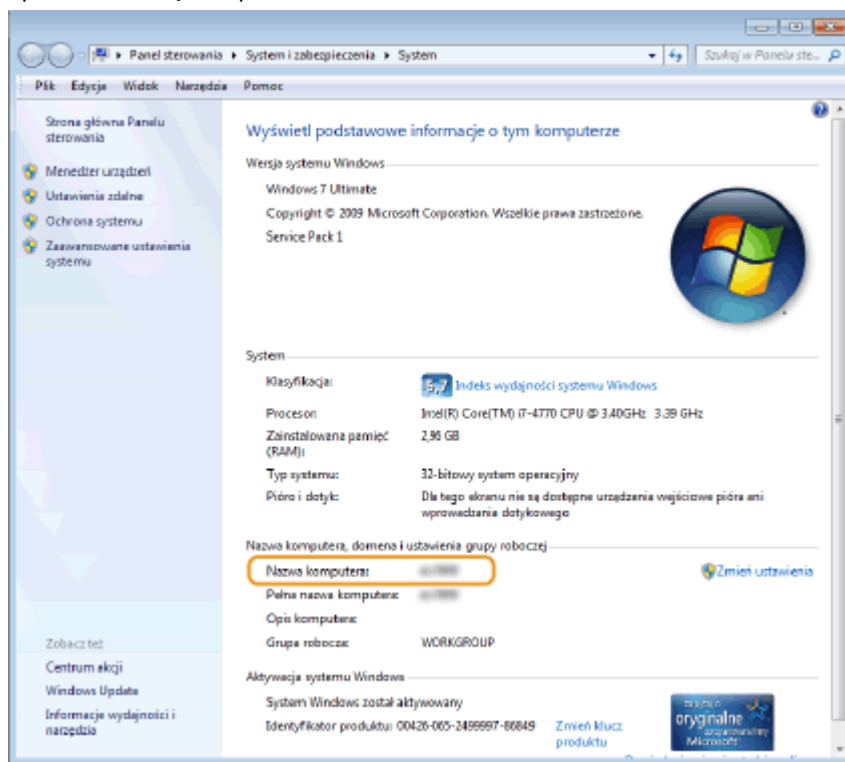 Panel sterowania ▸ System i zabezpieczenia ▸ System
Szukaj w Panelu ste...
Plik Edycja Widok Narzędzia Pomoc
Strona główna Panelu
sterowania
Menedżer urządzeń
Ustawienia zdalne
Ochrona systemu
Zaawansowane ustawienia
systemu
Wyświetl podstawowe informacje o tym komputerze
Wersja systemu Windows
Windows 7 Ultimate
Copyright © 2009 Microsoft Corporation. Wszelkie prawa zastrzeżone.
Service Pack 1
System
Klasyfikacja:
5,7 Indeks wydajności systemu Windows
Procesor: Intel(R) Core(TM) i7-4770 CPU @ 3.40GHz 3.39 GHz
Zainstalowana pamięć
(RAM): 2,96 GB
Typ systemu: 32-bitowy system operacyjny
Pióro i dotyk: Dla tego ekranu nie są dostępne urządzenia wejściowe pióra ani
wprowadzania dotykowego
Nazwa komputera, domena i ustawienia grupy roboczej
Nazwa komputera:
Zmień ustawienia
Pełna nazwa komputera:
Opis komputera:
Grupa robocza: WORKGROUP
Aktywacja systemu Windows
System Windows został aktywowany
Identyfikator produktu: 00426-065-2499997-86849 Zmień klucz
produktu
oryginalne
Microsoft
Zobacz też
Centrum akcji
Windows Update
Informacje wydajności i
narzędzia